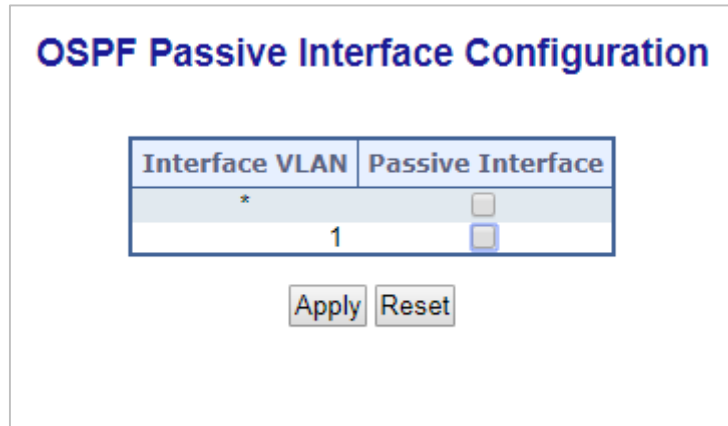 OSPF Passive Interface Configuration
Interface VLAN Passive Interface
*
1
Apply Reset